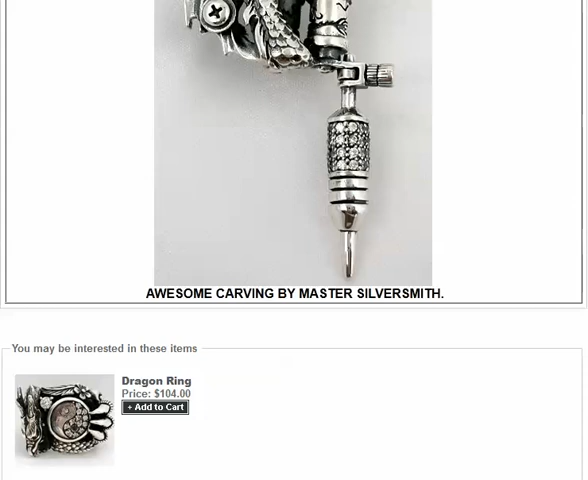 AWESOME CARVING BY MASTER SILVERSMITH.
You may be interested in these items
Dragon Ring
Price: $104.00
+ Add to Cart